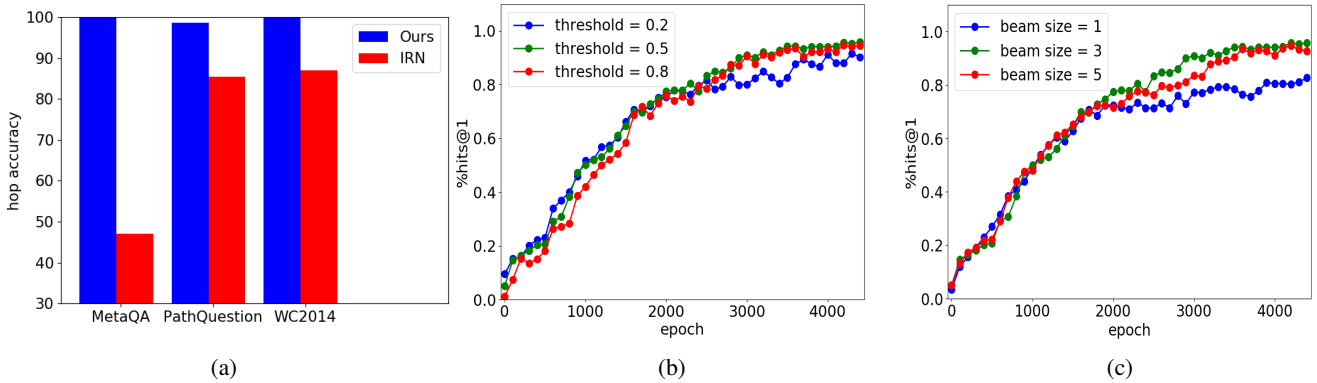 100
90
80
70
60
50
40
30
hop accuracy
Ours
IRN
MetaQA PathQuestion WC2014
(a)
1.0
0.8
0.6
0.4
0.2
0.0
%hits@1
threshold = 0.2
threshold = 0.5
threshold = 0.8
0 1000 2000 3000 4000
epoch
(b)
1.0
0.8
0.6
0.4
0.2
0.0
%hits@1
beam size = 1
beam size = 3
beam size = 5
0 1000 2000 3000 4000
epoch
(c)